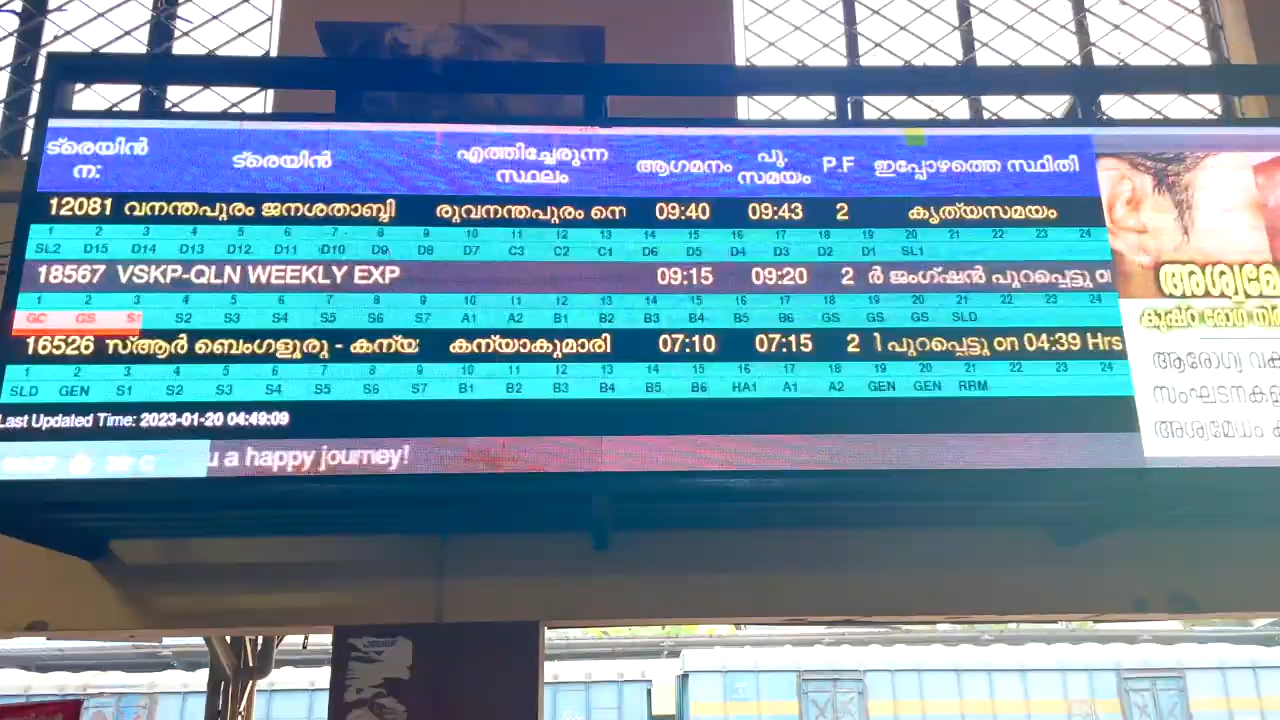 ട്രെയിൻ ന: ട്രെയിൻ എത്തിച്ചേരുന്ന സ്ഥലം ആഗമനം പു. സമയം P.F ഇപ്പോഴത്തെ സ്ഥിതി
12081 വനന്തപുരം ജനശതാബ്ദി രുവനന്തപുരം സെ 09:40 09:43 2 കൃത്യസമയം
1 2 3 4 5 6 7 8 9 10 11 12 13 14 15 16 17 18 19 20 21 22 23 24
SL2 D15 D14 D13 D12 D11 D10 D9 D8 D7 C3 C2 C1 D6 D5 D4 D3 D2 D1 SL1
18567 VSKP-QLN WEEKLY EXP 09:15 09:20 2 ർ ജംഗ്ഷൻ പുറപ്പെട്ടു
1 2 3 4 5 6 7 8 9 10 11 12 13 14 15 16 17 18 19 20 21 22 23 24
GC GS S1 S2 S3 S4 S5 S6 S7 A1 A2 B1 B2 B3 B4 B5 B6 GS GS GS SLD
16526 സ്ആർ ബെംഗളൂരു - കന്യ കന്യാകുമാരി 07:10 07:15 2 പുറപ്പെട്ടു on 04:39 Hrs
1 2 3 4 5 6 7 8 9 10 11 12 13 14 15 16 17 18 19 20 21 22 23 24
SLD GEN S1 S2 S3 S4 S5 S6 S7 B1 B2 B3 B4 B5 B6 HA1 A1 A2 GEN GEN RRM
Last Updated Time: 2023-01-20 04:49:09
u a happy journey!
അശ്വമേ
കുഷ്ഠ രോഗ നിർ
ആരോഗ്യ വക
സംഘടനകള
അശ്വമേധം ക